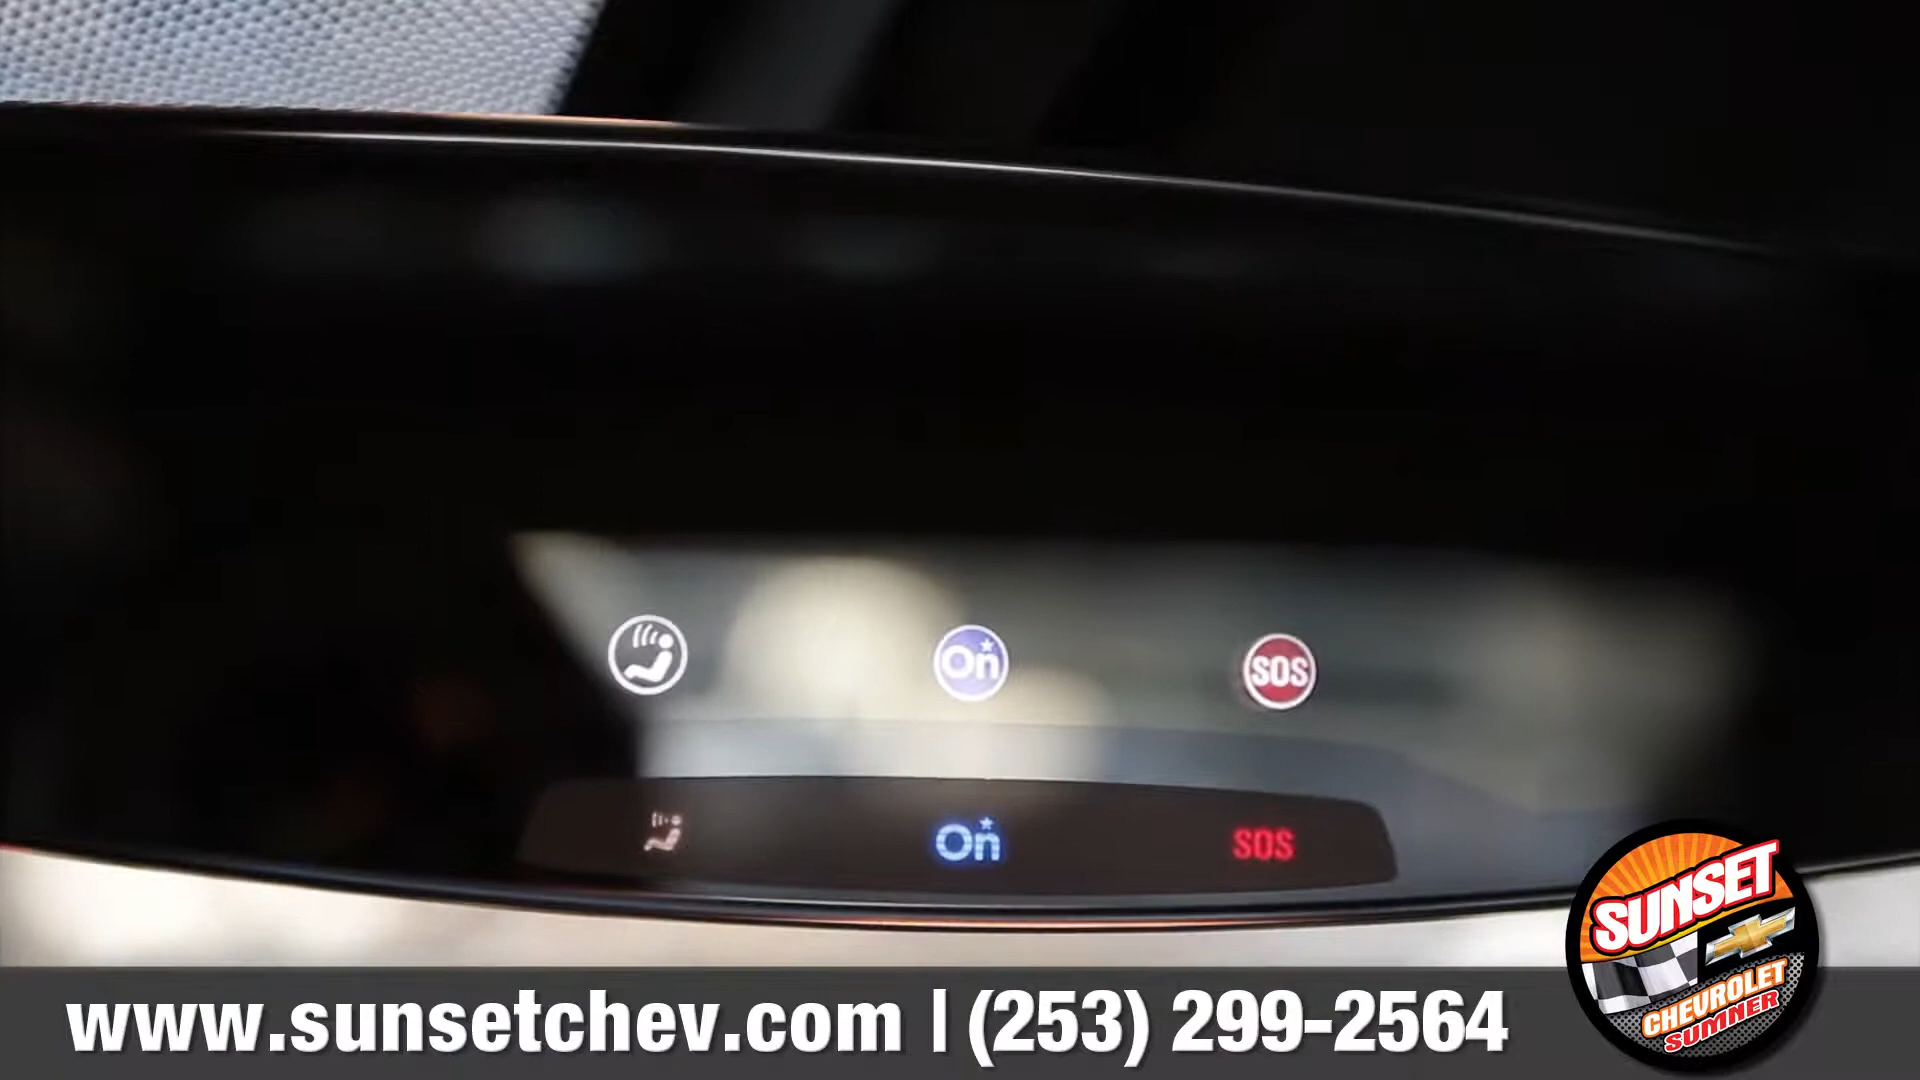 On
SOS
On
SOS
www.sunsetchev.com | (253) 299-2564
SUNSET
CHEVROLET
SUMNER